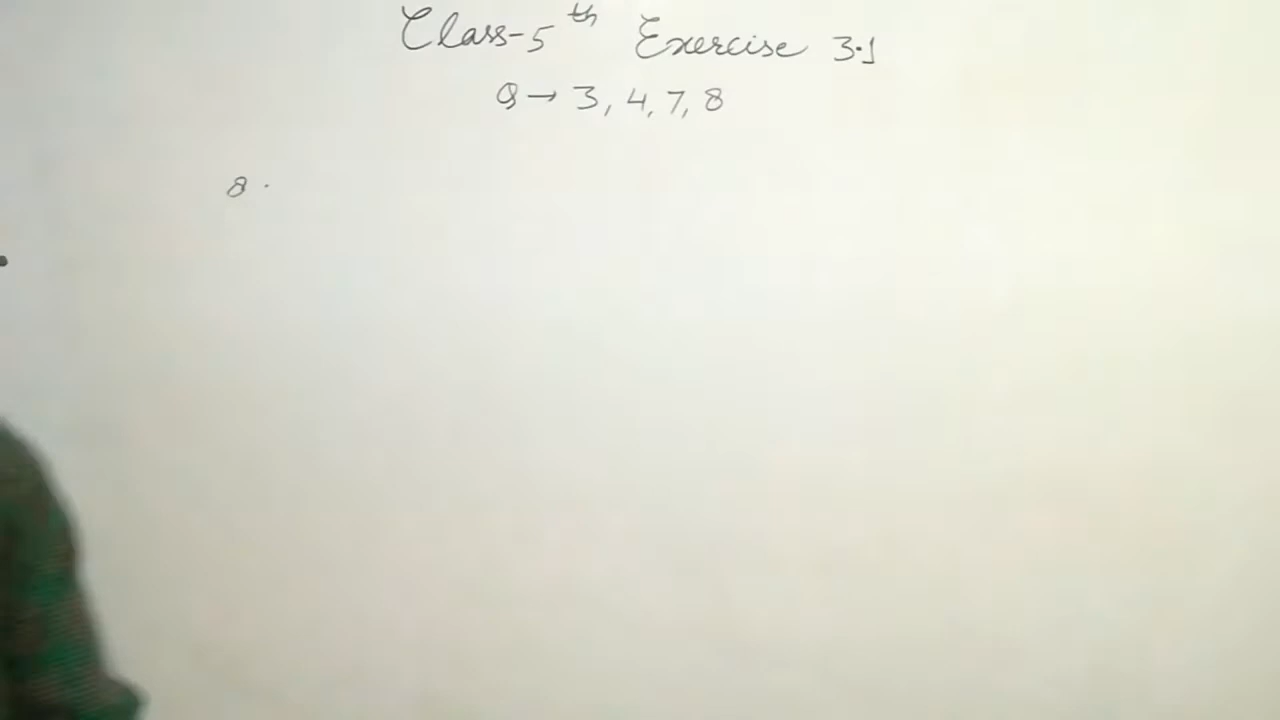 Class-5th Exercise 3.1
Q → 3, 4, 7, 8
8.